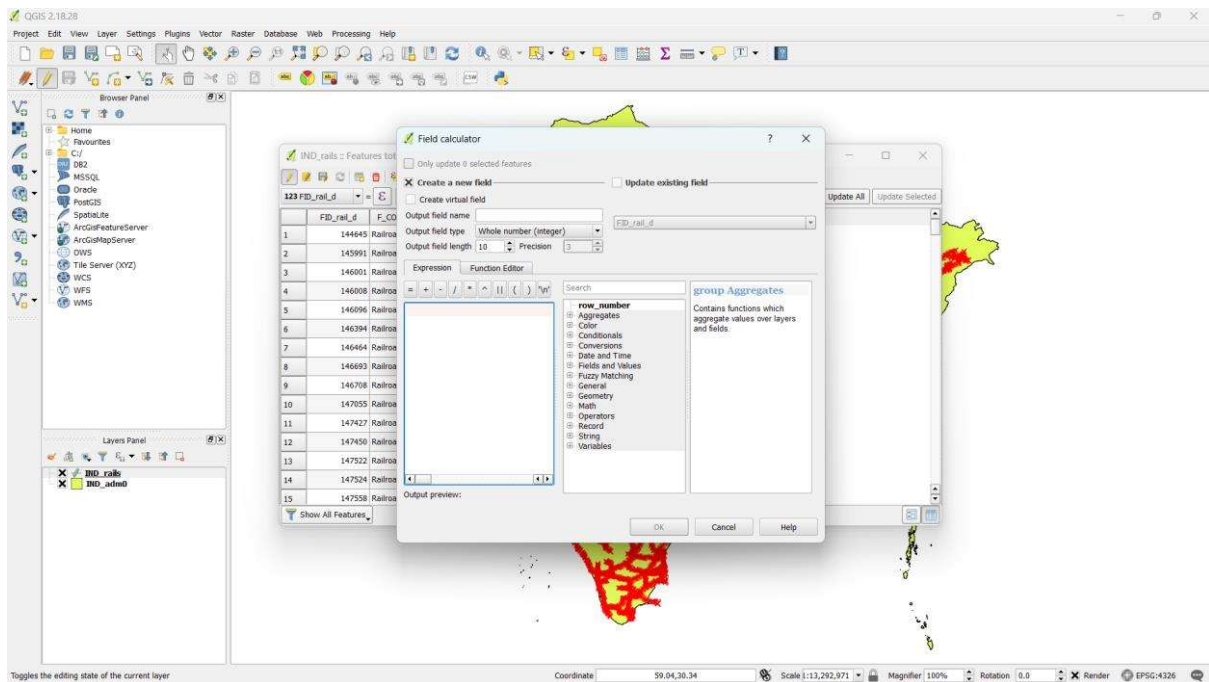 QGIS 2.18.28
Project Edit View Layer Settings Plugins Vector Raster Database Web Processing Help
Browser Panel
Home
Favourites
C:/
DB2
MSSQL
Oracle
PostGIS
SpatiaLite
ArcGisFeatureServer
ArcGisMapServer
OWS
Tile Server (XYZ)
WCS
WFS
WMS
Layers Panel
IND_rails
IND_adm0
IND_rails :: Features tot
123 FID_rail_d = ε Update All Update Selected
FID_rail_d F_CO
1 144645 Railroa
2 145991 Railroa
3 146001 Railroa
4 146008 Railroa
5 146096 Railroa
6 146394 Railroa
7 146464 Railroa
8 146693 Railroa
9 146708 Railroa
10 147055 Railroa
11 147427 Railroa
12 147450 Railroa
13 147522 Railroa
14 147524 Railroa
15 147558 Railroa
Show All Features
Field calculator ? X
Only update 0 selected features
Create a new field Update existing field
Create virtual field
Output field name
FID_rail_d
Output field type Whole number (integer)
Output field length 10 Precision 3
Expression Function Editor
= + - / * ^ || ( ) '\n'
Search
row_number
Aggregates
Color
Conditionals
Conversions
Date and Time
Fields and Values
Fuzzy Matching
General
Geometry
Math
Operators
Record
String
Variables
group Aggregates
Contains functions which
aggregate values over layers
and fields.
Output preview:
OK Cancel Help
Toggles the editing state of the current layer Coordinate 59.04,30.34 Scale 1:13,292,971 Magnifier 100% Rotation 0.0 Render EPSG:4326